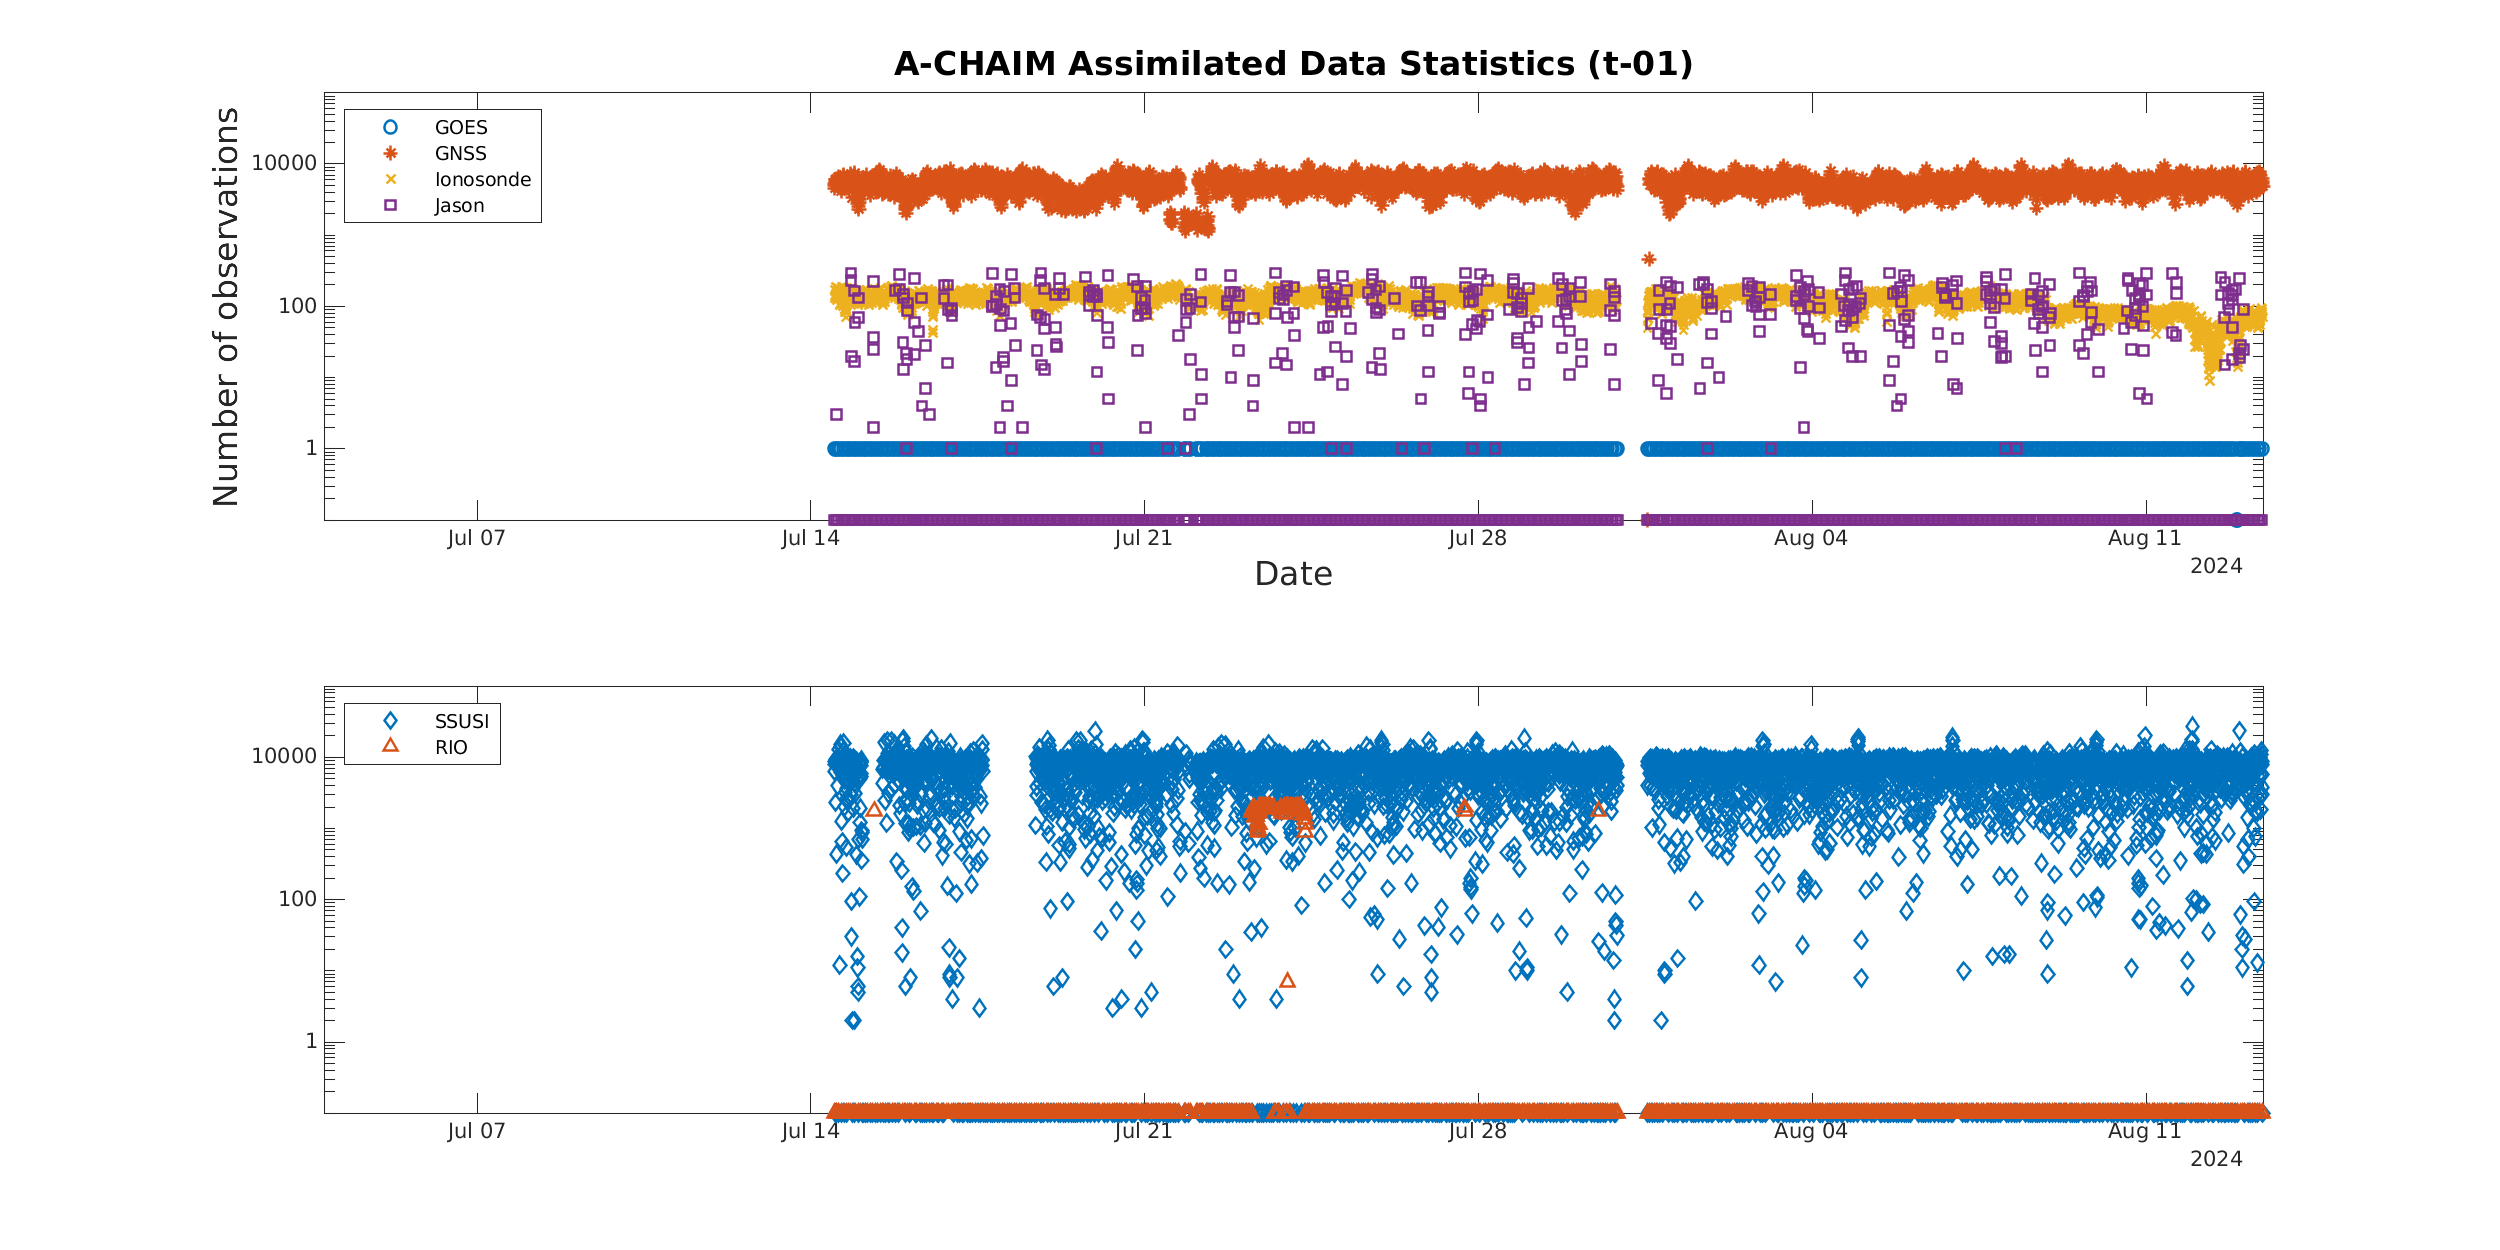 A-CHAIM Assimilated Data Statistics (t-01)
GOES
GNSS
Ionosonde
Jason
10000
100
1
Number of observations
Jul 07
Jul 14
Jul 21
Jul 28
Aug 04
Aug 11
2024
Date
SSUSI
RIO
10000
100
1
Jul 07
Jul 14
Jul 21
Jul 28
Aug 04
Aug 11
2024